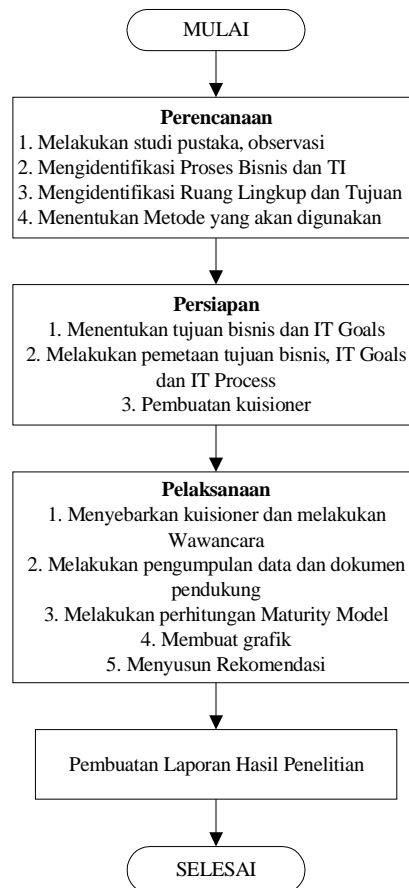 MULAI
Perencanaan
1. Melakukan studi pustaka, observasi
2. Mengidentifikasi Proses Bisnis dan TI
3. Mengidentifikasi Ruang Lingkup dan Tujuan
4. Menentukan Metode yang akan digunakan
Persiapan
1. Menentukan tujuan bisnis dan IT Goals
2. Melakukan pemetaan tujuan bisnis, IT Goals
dan IT Process
3. Pembuatan kuisioner
Pelaksanaan
1. Menyebarkan kuisioner dan melakukan
Wawancara
2. Melakukan pengumpulan data dan dokumen
pendukung
3. Melakukan perhitungan Maturity Model
4. Membuat grafik
5. Menyusun Rekomendasi
Pembuatan Laporan Hasil Penelitian
SELESAI